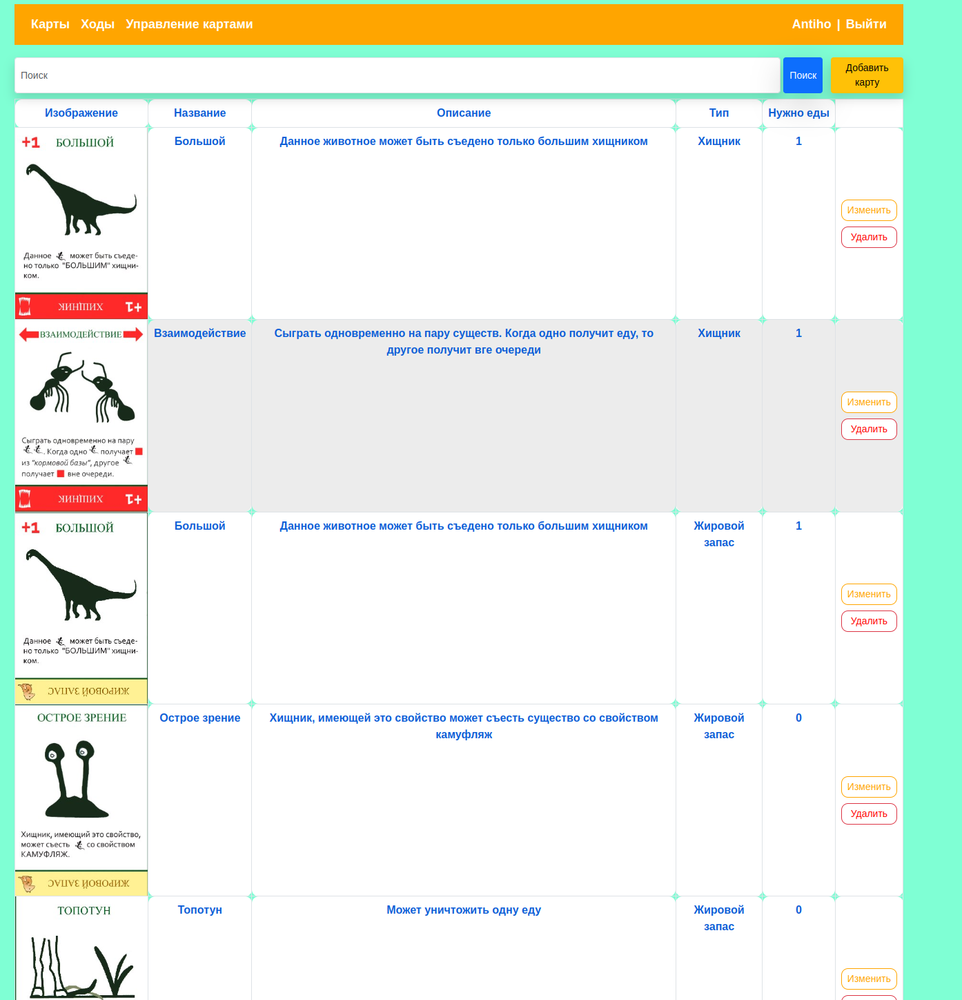 Карты Ходы Управление картами Antiho | Выйти
Поиск Поиск Добавить карту
Изображение Название Описание Тип Нужно еды
+1 БОЛЬШОЙ
Данное может быть съеде-
но только "БОЛЬШИМ" хищни-
ком.
ХИЩНИК +1
Большой Данное животное может быть съедено только большим хищником Хищник 1
Изменить
Удалить
ВЗАИМОДЕЙСТВИЕ
Сыграть одновременно на пару
. Когда одно получает
из "кормовой базы", другое
получает вне очереди.
ХИЩНИК +1
Взаимодействие Сыграть одновременно на пару существ. Когда одно получит еду, то Хищник 1
другое получит вге очереди
Изменить
Удалить
+1 БОЛЬШОЙ
Данное может быть съеде-
но только "БОЛЬШИМ" хищни-
ком.
ЖИРОВОЙ ЗАПАС
Большой Данное животное может быть съедено только большим хищником Жировой 1
запас
Изменить
Удалить
ОСТРОЕ ЗРЕНИЕ
Хищник, имеющий это свойство,
может съесть со свойством
КАМУФЛЯЖ.
ЖИРОВОЙ ЗАПАС
Острое зрение Хищник, имеющей это свойство может съесть существо со свойством Жировой 0
камуфляж запас
Изменить
Удалить
ТОПОТУН
Топотун Может уничтожить одну еду Жировой 0
запас
Изменить